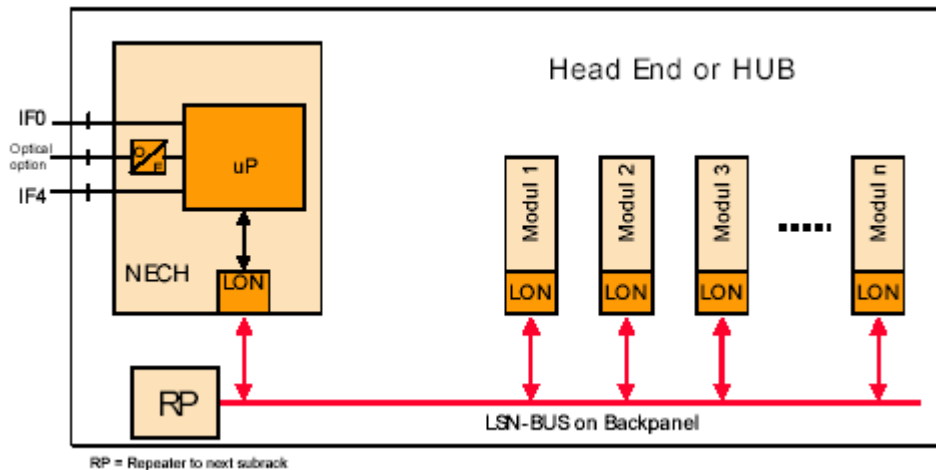 Head End or HUB
IF0
Optical
option
O
E
uP
IF4
NECH
LON
Modul 1
Modul 2
Modul 3
Modul n
LON
LON
LON
LON
RP
LSN-BUS on Backpanel
RP = Repeater to next subrack